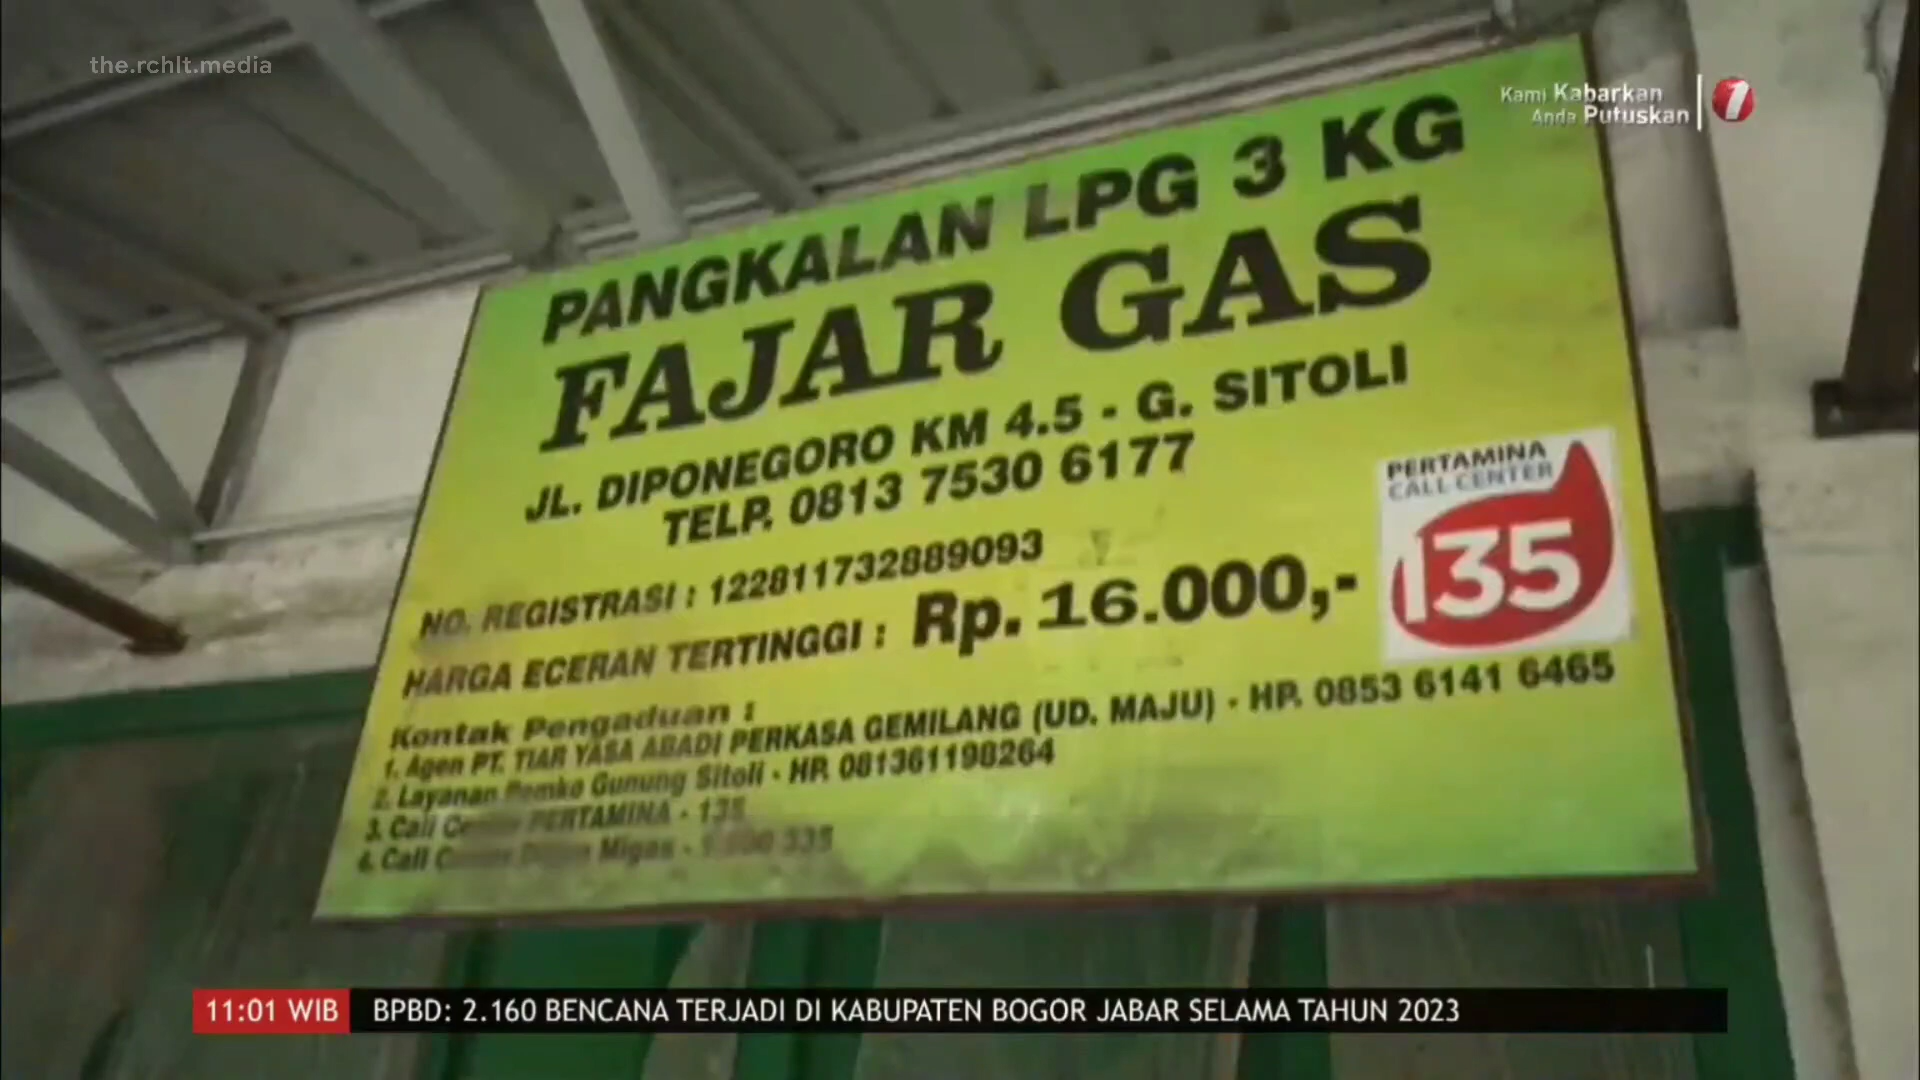 the.rchlt.media
Kami Kabarkan
Anda Putuskan
1
PANGKALAN LPG 3 KG
FAJAR GAS
JL. DIPONEGORO KM 4.5 - G. SITOLI
TELP. 0813 7530 6177
NO. REGISTRASI : 122811732889093
HARGA ECERAN TERTINGGI : Rp. 16.000,-
PERTAMINA
CALL CENTER
135
Kontak Pengaduan :
1. Agen PT. TIAR YASA ABADI PERKASA GEMILANG (UD. MAJU) - HP. 0853 6141 6465
2. Layanan Pemko Gunung Sitoli - HP. 081361198264
3. Call Center PERTAMINA - 135
4. Call Migas - 335
11:01 WIB
BPBD: 2.160 BENCANA TERJADI DI KABUPATEN BOGOR JABAR SELAMA TAHUN 2023